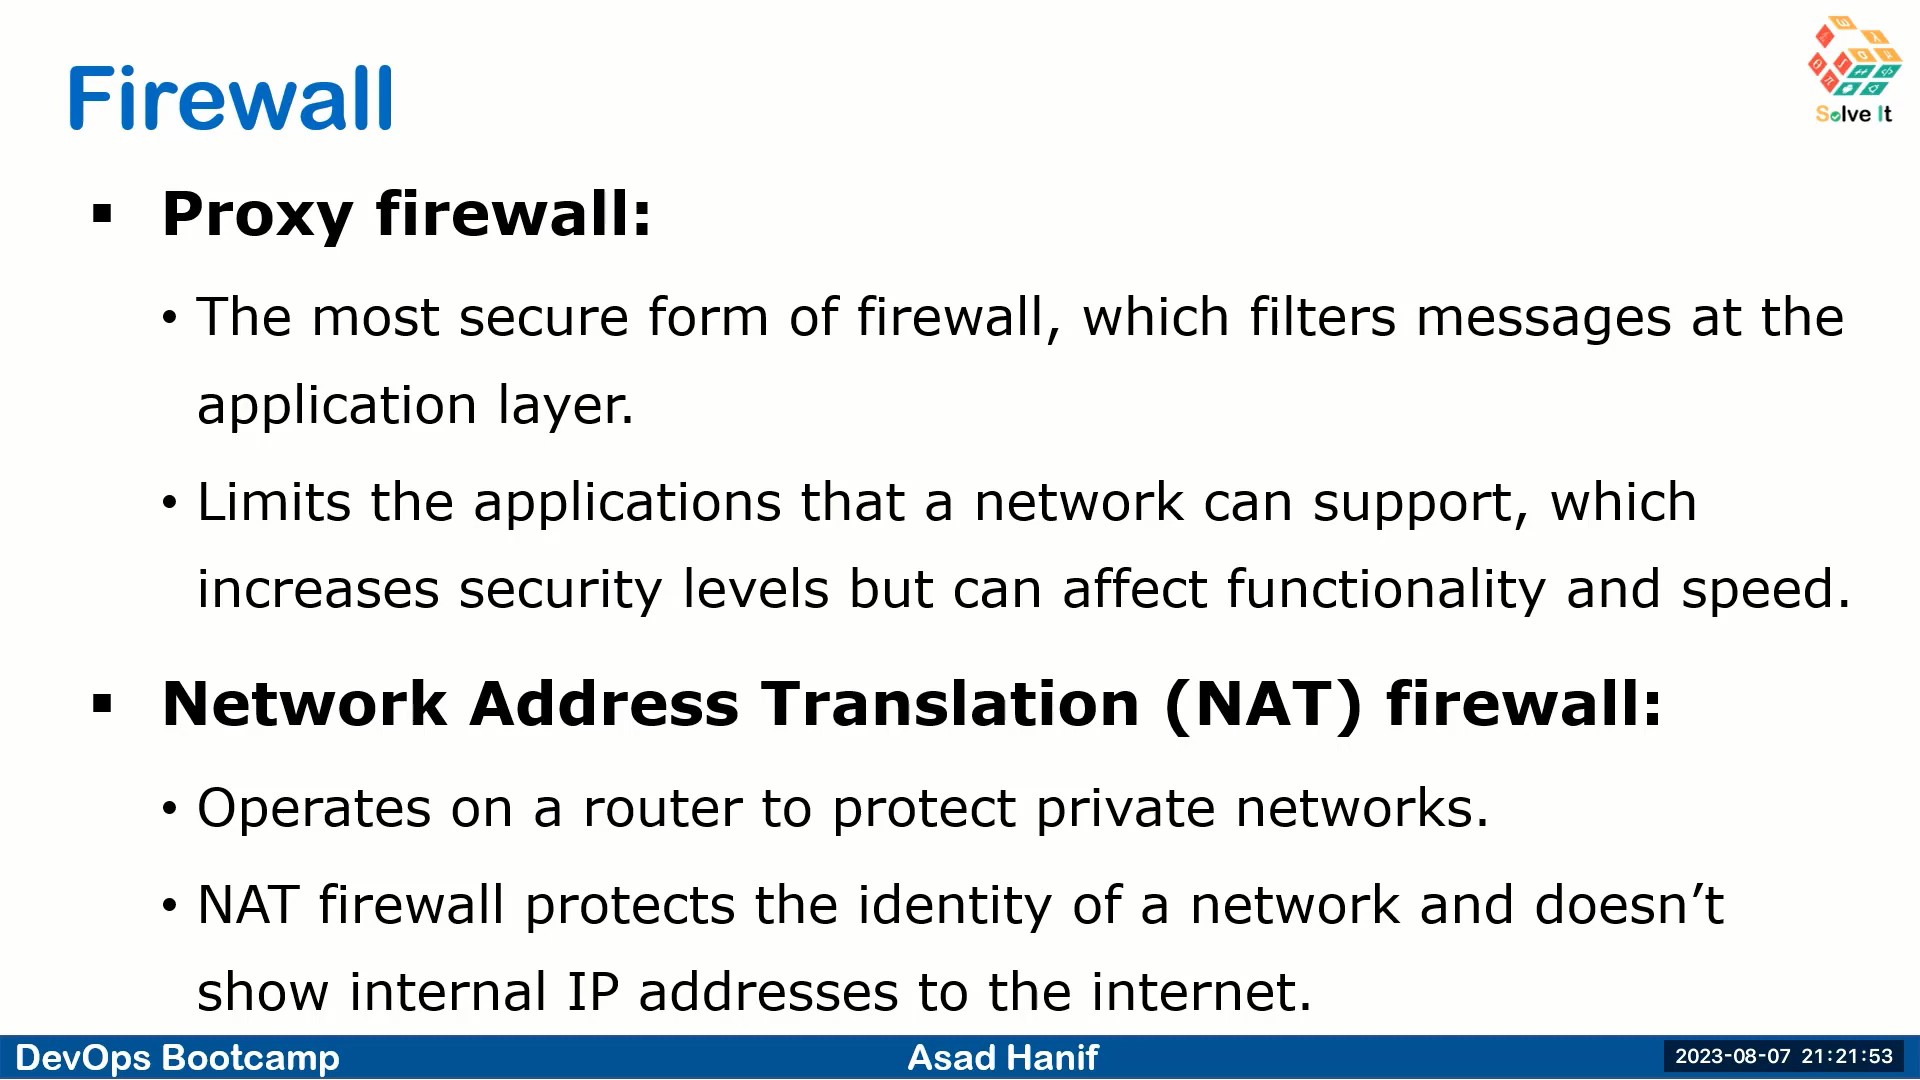 Firewall
Solve It
▪ Proxy firewall:
• The most secure form of firewall, which filters messages at the
application layer.
• Limits the applications that a network can support, which
increases security levels but can affect functionality and speed.
▪ Network Address Translation (NAT) firewall:
• Operates on a router to protect private networks.
• NAT firewall protects the identity of a network and doesn’t
show internal IP addresses to the internet.
DevOps Bootcamp
Asad Hanif
2023-08-07 21:21:53